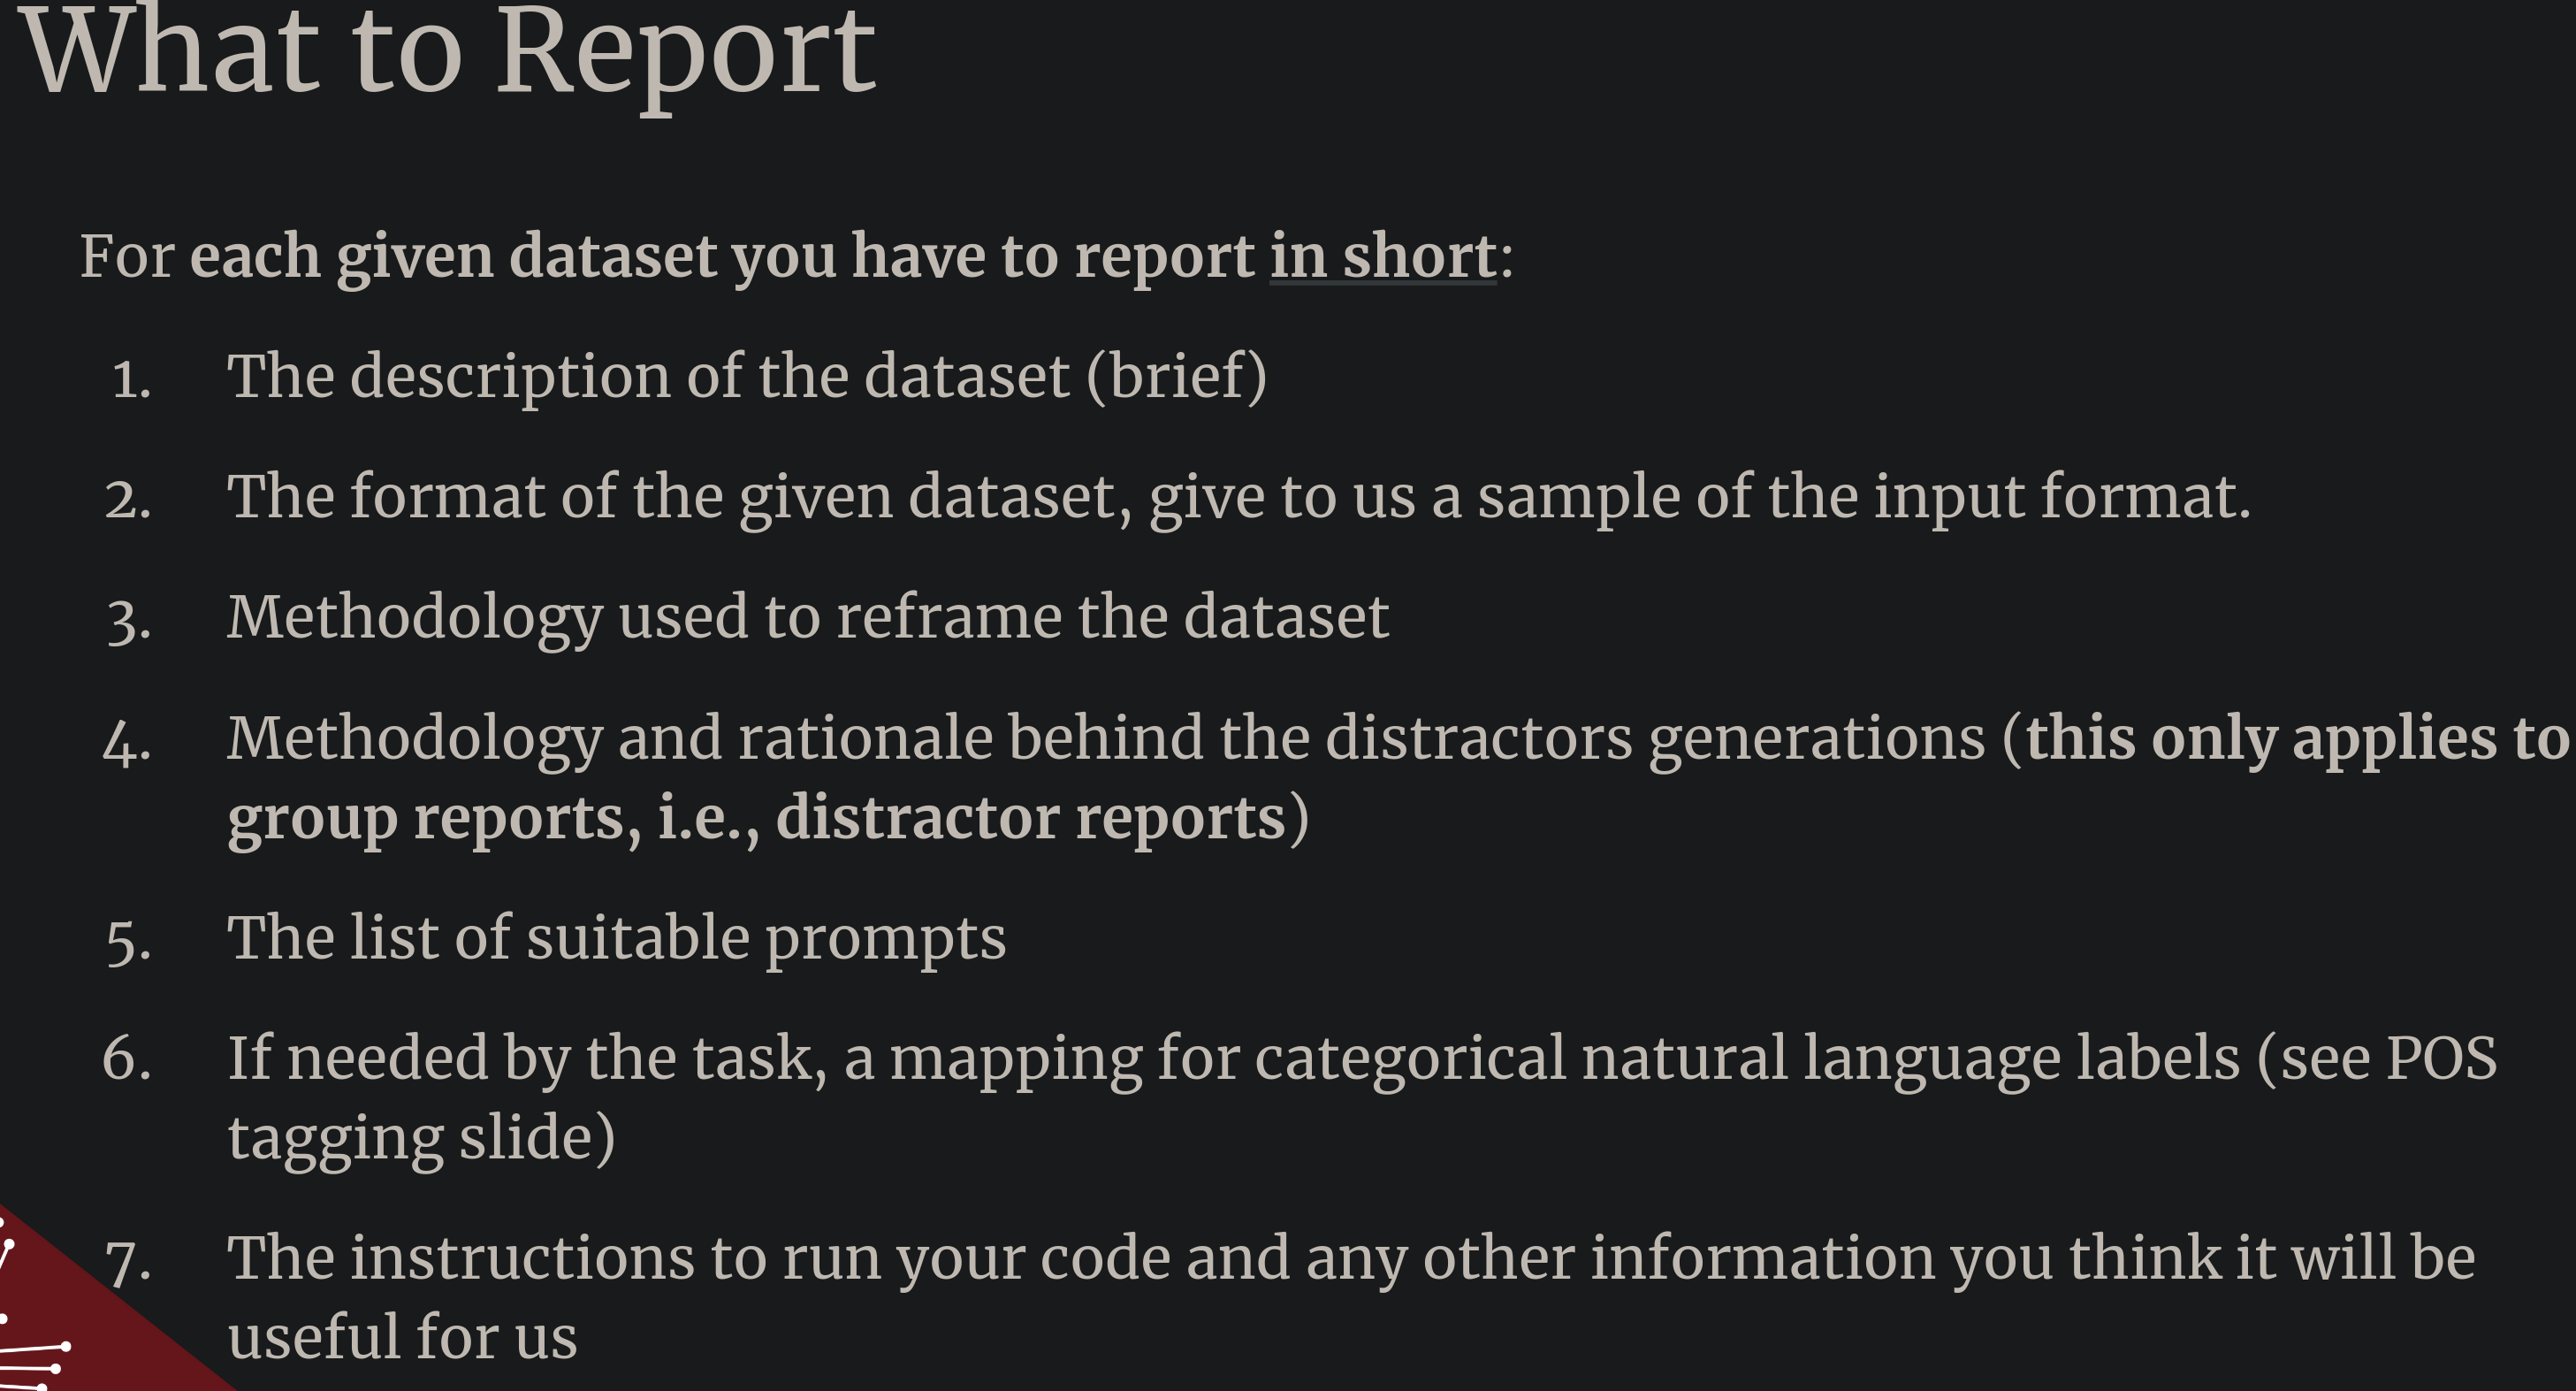 What to Report
For each given dataset you have to report in short:
1. The description of the dataset (brief)
2. The format of the given dataset, give to us a sample of the input format.
3. Methodology used to reframe the dataset
4. Methodology and rationale behind the distractors generations (this only applies to
group reports, i.e., distractor reports)
5. The list of suitable prompts
6. If needed by the task, a mapping for categorical natural language labels (see POS
tagging slide)
7. The instructions to run your code and any other information you think it will be
useful for us